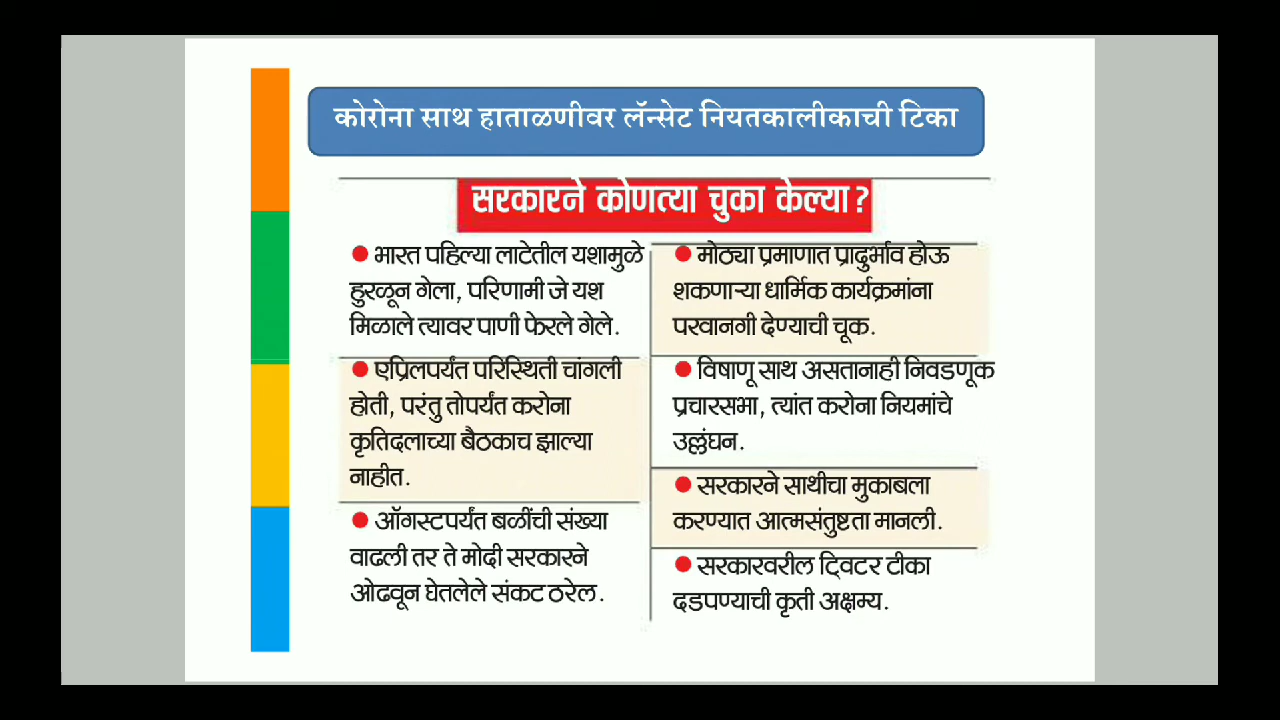 कोरोना साथ हाताळणीवर लॅन्सेट नियतकालीकाची टिका
सरकारने कोणत्या चुका केल्या?
● भारत पहिल्या लाटेतील यशामुळे
हुरळून गेला, परिणामी जे यश
मिळाले त्यावर पाणी फेरले गेले.
● एप्रिलपर्यंत परिस्थिती चांगली
होती, परंतु तोपर्यंत करोना
कृतिदलाच्या बैठकाच झाल्या
नाहीत.
● ऑगस्टपर्यंत बळींची संख्या
वाढली तर ते मोदी सरकारने
ओढवून घेतलेले संकट ठरेल.
● मोठ्या प्रमाणात प्रादुर्भाव होऊ
शकणाऱ्या धार्मिक कार्यक्रमांना
परवानगी देण्याची चूक.
● विषाणू साथ असतानाही निवडणूक
प्रचारसभा, त्यांत करोना नियमांचे
उल्लंघन.
● सरकारने साथीचा मुकाबला
करण्यात आत्मसंतुष्टता मानली.
● सरकारवरील ट्विटर टीका
दडपण्याची कृती अक्षम्य.